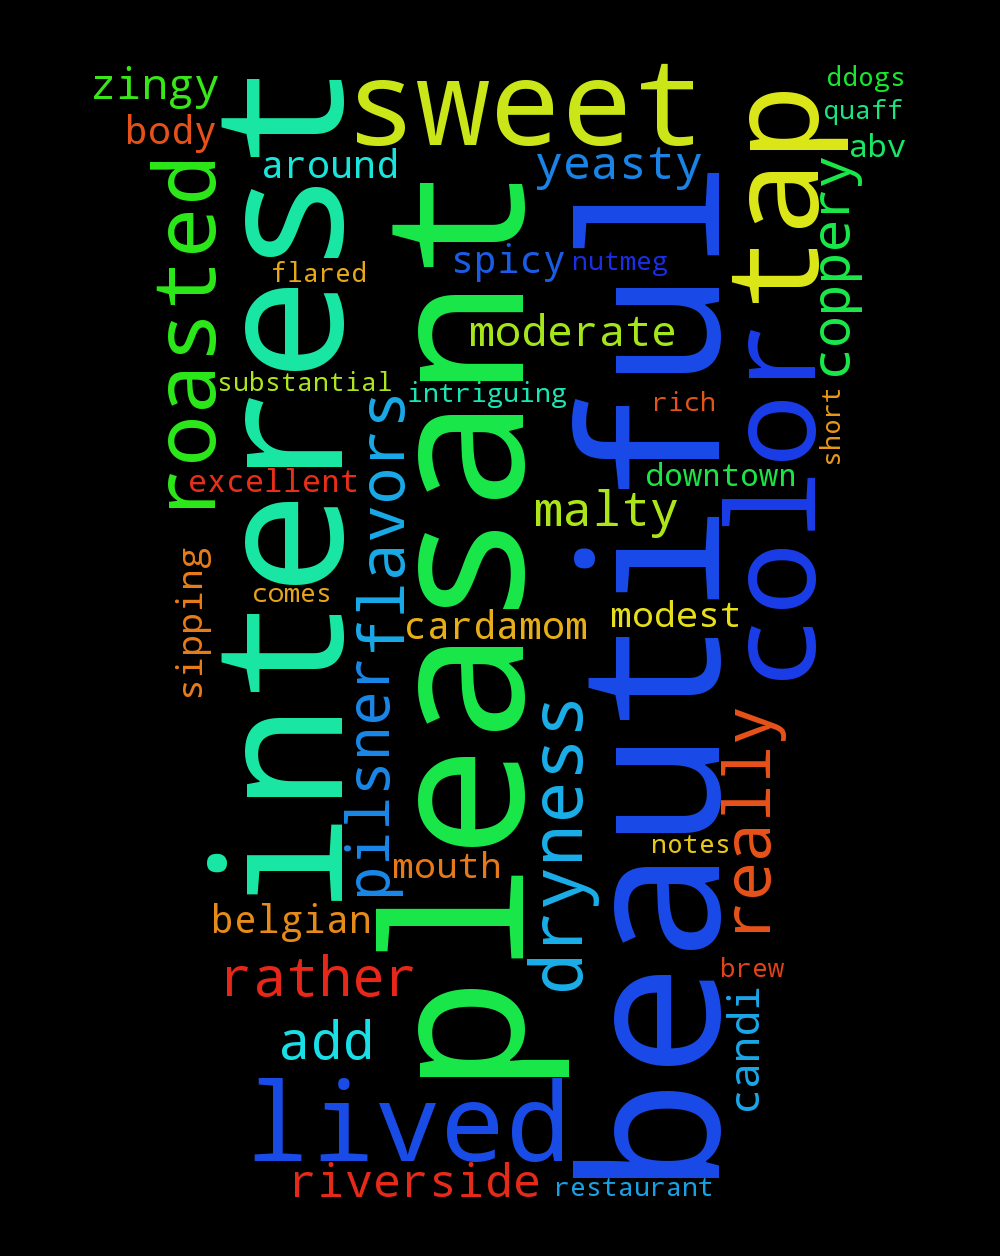 sweet
zingy
ddogs
quaff
body
abv
around
yeasty
interest
roasted
pleasant
beautiful
tap
coppery
spicy
nutmeg
flared
moderate
color
substantial
intriguing
rich
short
flavors
excellent
downtown
malty
sipping
comes
cardamom
modest
pilsner
dryness
really
notes
mouth
belgian
rather
brew
candi
add
lived
riverside
restaurant